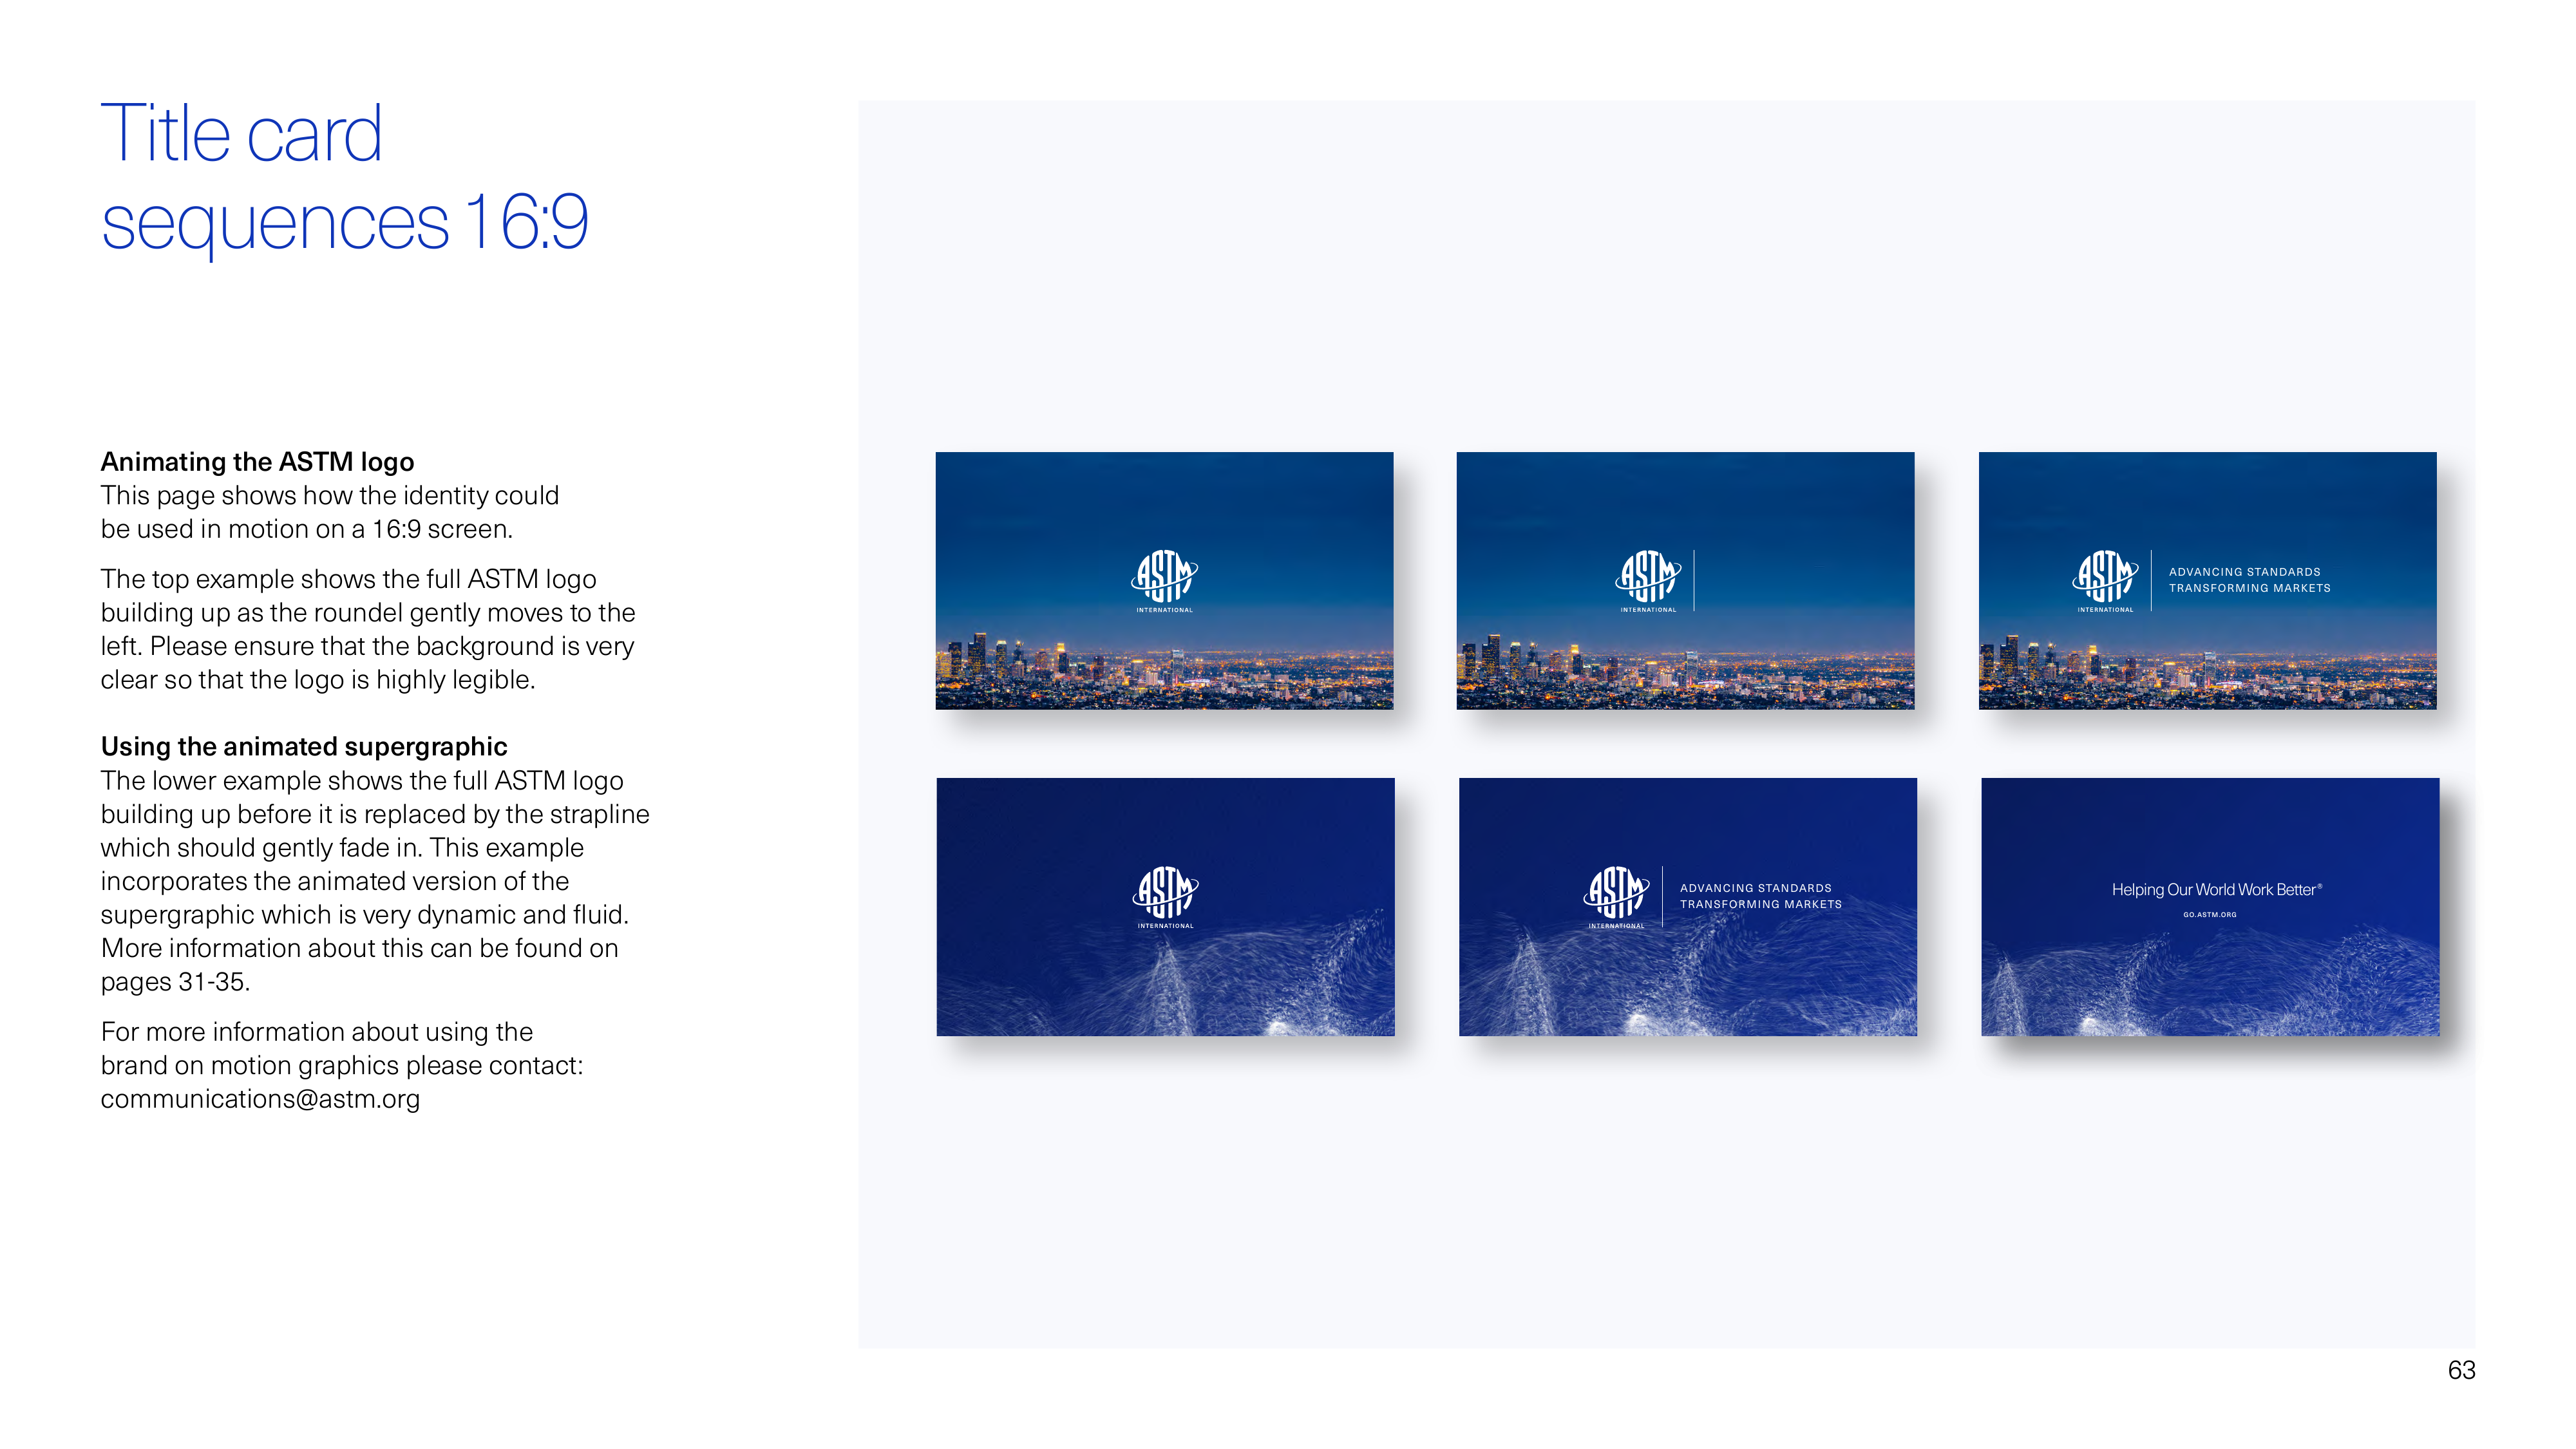 Title card
sequences 16:9
Animating the ASTM logo
This page shows how the identity could
be used in motion on a 16:9 screen.
The top example shows the full ASTM logo
building up as the roundel gently moves to the
left. Please ensure that the background is very
clear so that the logo is highly legible.
Using the animated supergraphic
The lower example shows the full ASTM logo
building up before it is replaced by the strapline
which should gently fade in. This example
incorporates the animated version of the
supergraphic which is very dynamic and fluid.
More information about this can be found on
pages 31-35.
For more information about using the
brand on motion graphics please contact:
communications@astm.org
ASTM
INTERNATIONAL
ASTM
INTERNATIONAL
ASTM
INTERNATIONAL
ADVANCING STANDARDS
TRANSFORMING MARKETS
ASTM
INTERNATIONAL
ASTM
INTERNATIONAL
ADVANCING STANDARDS
TRANSFORMING MARKETS
Helping Our World Work Better®
GO.ASTM.ORG
63